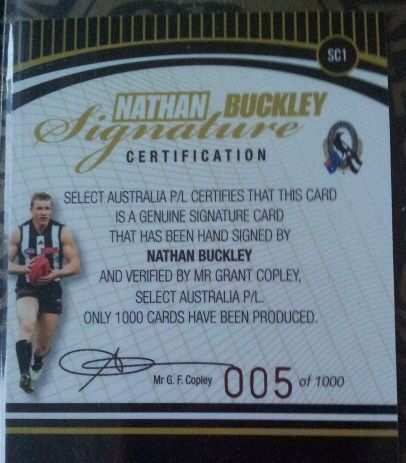 SC1
NATHAN BUCKLEY
Signature
CERTIFICATION
SELECT AUSTRALIA P/L CERTIFIES THAT THIS CARD
IS A GENUINE SIGNATURE CARD
THAT HAS BEEN HAND SIGNED BY
NATHAN BUCKLEY
AND VERIFIED BY MR GRANT COPLEY,
SELECT AUSTRALIA P/L.
ONLY 1000 CARDS HAVE BEEN PRODUCED.
Mr G. F. Copley 005 of 1000